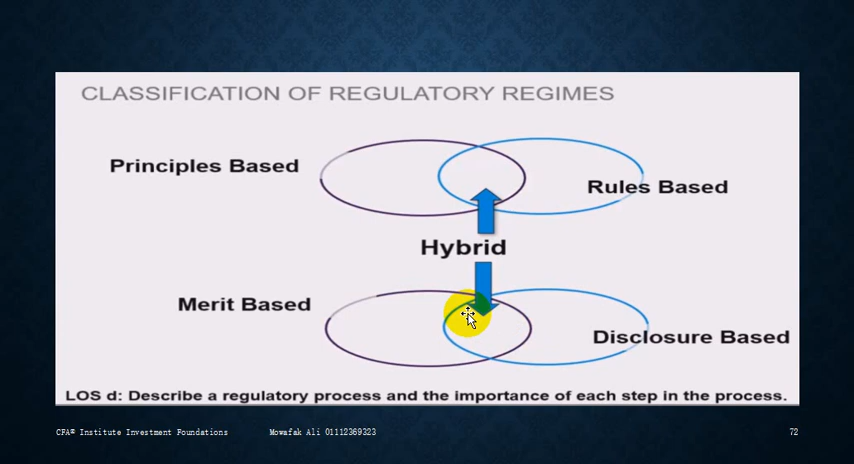 CLASSIFICATION OF REGULATORY REGIMES
Principles Based
Rules Based
Hybrid
Merit Based
Disclosure Based
LOS d: Describe a regulatory process and the importance of each step in the process.
CFA® Institute Investment Foundations Mowafak Ali 01112369323 72